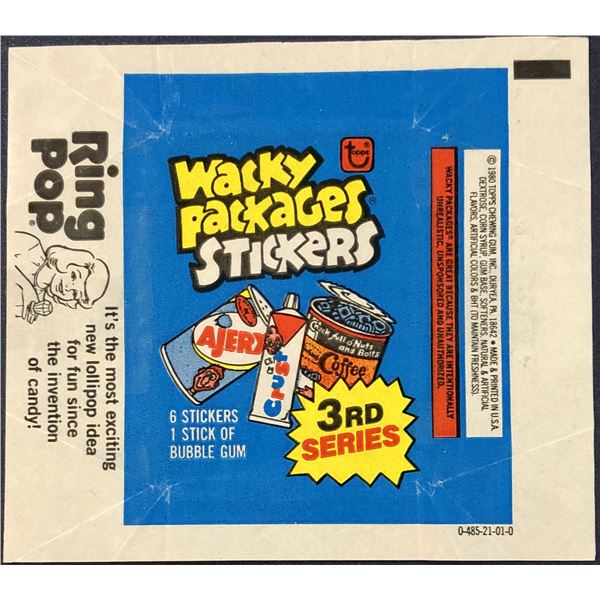 Ring
Pop®
It's the most exciting
new lollipop idea
for fun since
the invention
of candy!
topps
®
Wacky
Packages®
Stickers
AJERX
Crust
Chock full o' Nuts
and Bolts
Coffee
6 STICKERS
1 STICK OF
BUBBLE GUM
3RD
SERIES
WACKY PACKAGES® ARE GREAT BECAUSE THEY ARE INTENTIONALLY
UNREALISTIC, UNSPONSORED AND UNAUTHORIZED.
© 1980 TOPPS CHEWING GUM, INC., DURYEA, PA. 18642 • MADE & PRINTED IN U.S.A.
DEXTROSE, CORN SYRUP, GUM BASE, SOFTENERS, NATURAL & ARTIFICIAL
FLAVORS, ARTIFICIAL COLORS & BHT (TO MAINTAIN FRESHNESS).
0-485-21-01-0